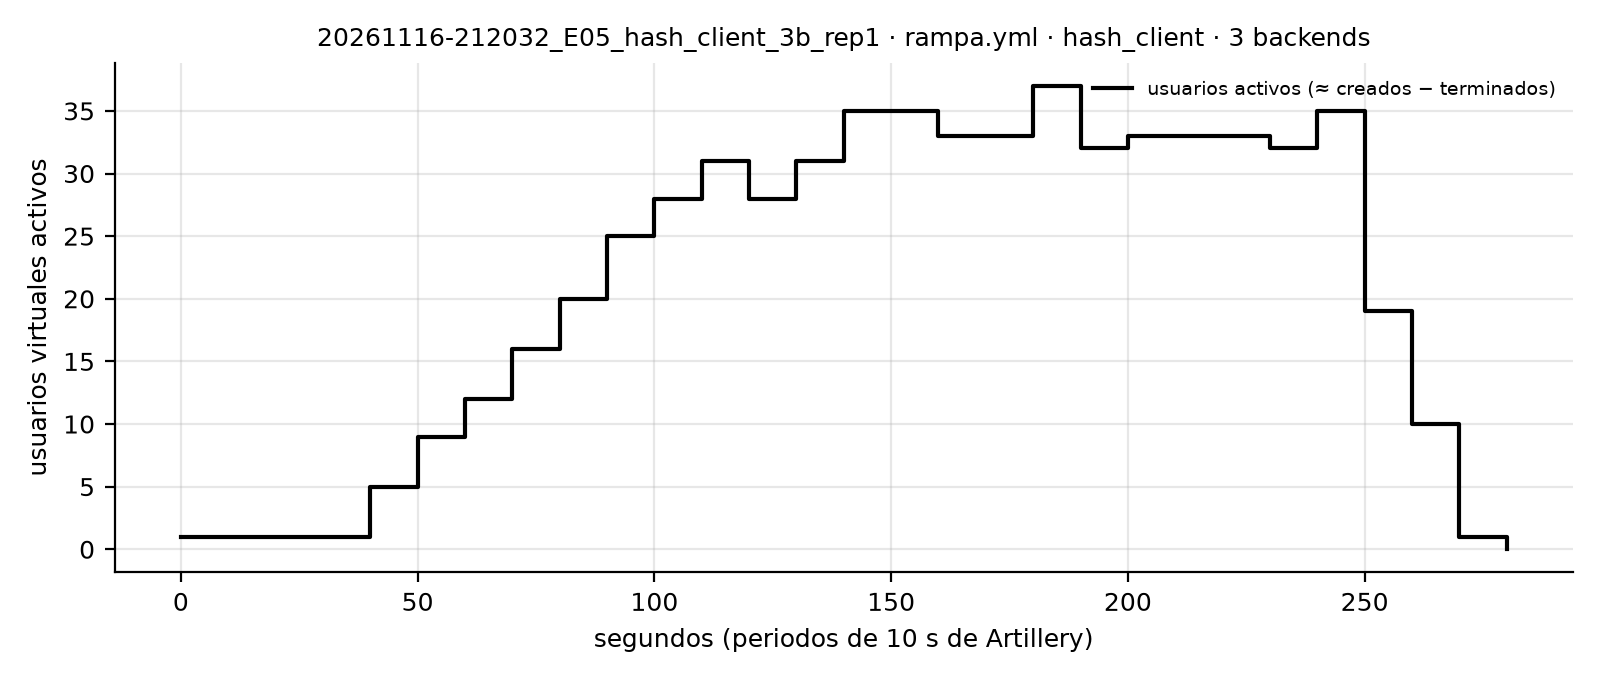 20261116-212032_E05_hash_client_3b_rep1 · rampa.yml · hash_client · 3 backends
usuarios activos (≈ creados − terminados)
usuarios virtuales activos
35
30
25
20
15
10
5
0
0 50 100 150 200 250
segundos (periodos de 10 s de Artillery)